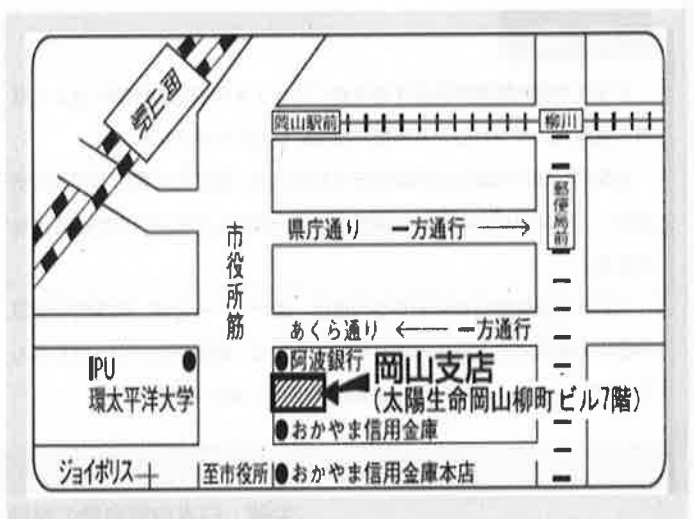 岡山駅
岡山駅前
柳川
郵便局前
県庁通り 一方通行
市役所筋
あくら通り 一方通行
IPU
環太平洋大学
阿波銀行
岡山支店
(太陽生命岡山柳町ビル7階)
おかやま信用金庫
ジョイポリス
至市役所
おかやま信用金庫本店